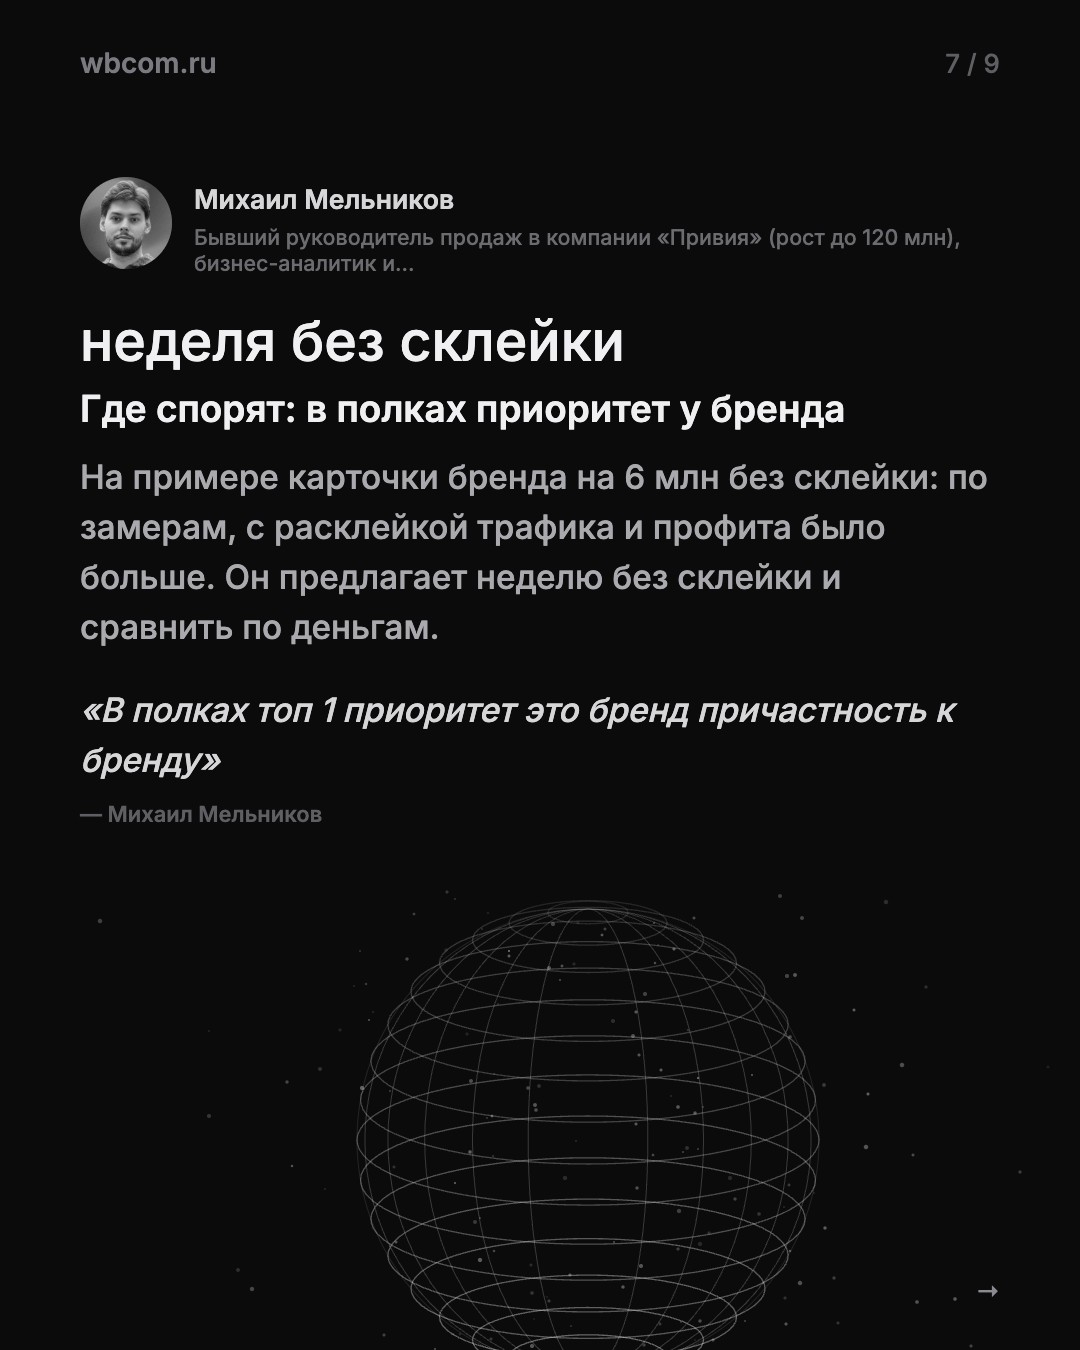 wbcom.ru
7 / 9
Михаил Мельников
Бывший руководитель продаж в компании «Привия» (рост до 120 млн),
бизнес-аналитик и...
неделя без склейки
Где спорят: в полках приоритет у бренда
На примере карточки бренда на 6 млн без склейки: по
замерам, с расклейкой трафика и профита было
больше. Он предлагает неделю без склейки и
сравнить по деньгам.
«В полках топ 1 приоритет это бренд причастность к
бренду»
— Михаил Мельников
→